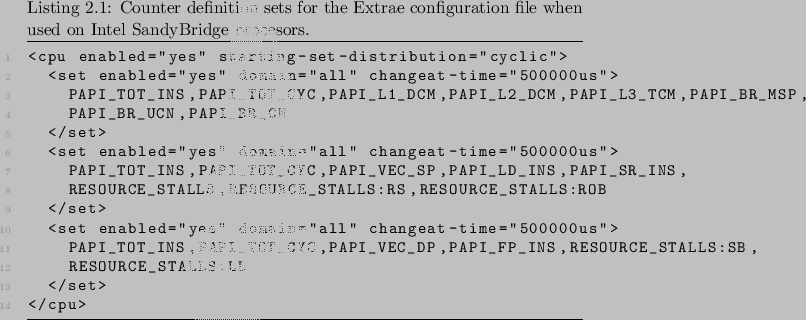 Listing 2.1: Counter definition sets for the Extrae configuration file when
used on Intel SandyBridge procesors.
1 <cpu enabled="yes" starting-set-distribution="cyclic">
2 <set enabled="yes" domain="all" changeat-time="500000us">
3 PAPI_TOT_INS,PAPI_TOT_CYC,PAPI_L1_DCM,PAPI_L2_DCM,PAPI_L3_TCM,PAPI_BR_MSP,
4 PAPI_BR_UCN,PAPI_BR_CN
5 </set>
6 <set enabled="yes" domain="all" changeat-time="500000us">
7 PAPI_TOT_INS,PAPI_TOT_CYC,PAPI_VEC_SP,PAPI_LD_INS,PAPI_SR_INS,
8 RESOURCE_STALLS,RESOURCE_STALLS:RS,RESOURCE_STALLS:ROB
9 </set>
10 <set enabled="yes" domain="all" changeat-time="500000us">
11 PAPI_TOT_INS,PAPI_TOT_CYC,PAPI_VEC_DP,PAPI_FP_INS,RESOURCE_STALLS:SB,
12 RESOURCE_STALLS:LB
13 </set>
14 </cpu>